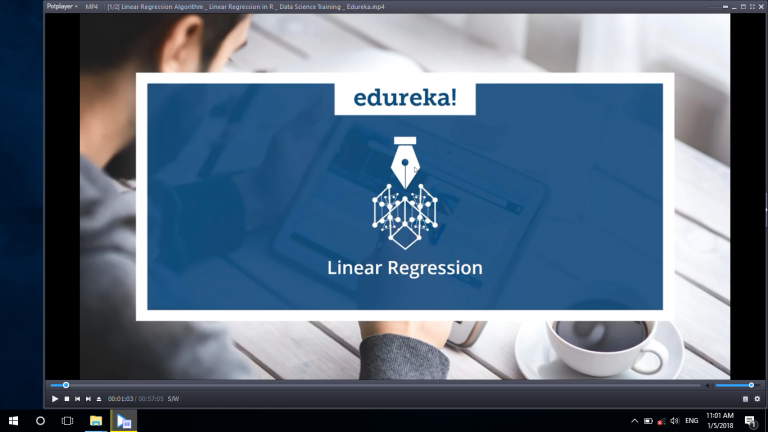 Potplayer
MP4
[1/2] Linear Regression Algorithm _ Linear Regression in R _ Data Science Training _ Edureka.mp4
edureka!
Linear Regression
00:01:03 / 00:57:05 S/W
ENG
11:01 AM
1/5/2018